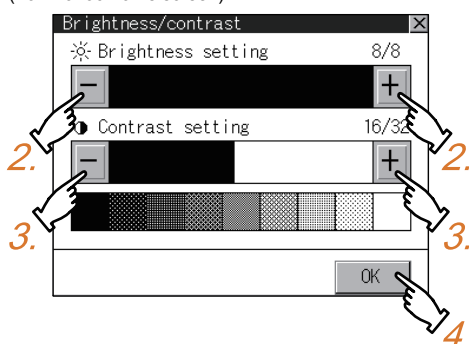 Brightness/contrast
Brightness setting 8/8
− +
2. 2.
Contrast setting 16/32
− +
3. 3.
OK
4